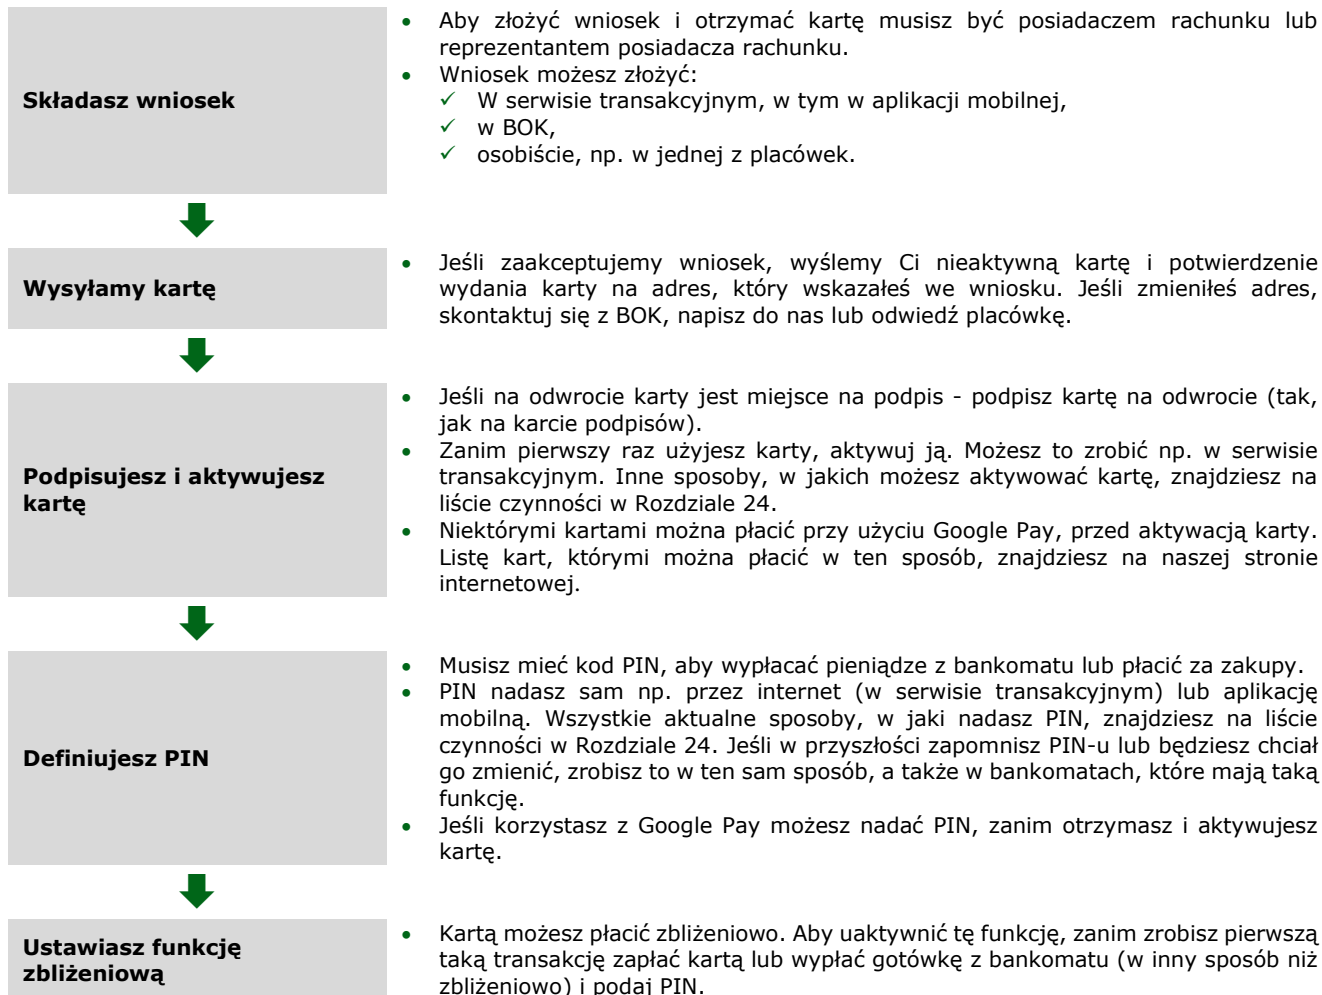 Składasz wniosek
• Aby złożyć wniosek i otrzymać kartę musisz być posiadaczem rachunku lub
reprezentantem posiadacza rachunku.
• Wniosek możesz złożyć:
✓ W serwisie transakcyjnym, w tym w aplikacji mobilnej,
✓ w BOK,
✓ osobiście, np. w jednej z placówek.
Wysyłamy kartę
• Jeśli zaakceptujemy wniosek, wyślemy Ci nieaktywną kartę i potwierdzenie
wydania karty na adres, który wskazałeś we wniosku. Jeśli zmieniłeś adres,
skontaktuj się z BOK, napisz do nas lub odwiedź placówkę.
Podpisujesz i aktywujesz
kartę
• Jeśli na odwrocie karty jest miejsce na podpis - podpisz kartę na odwrocie (tak,
jak na karcie podpisów).
• Zanim pierwszy raz użyjesz karty, aktywuj ją. Możesz to zrobić np. w serwisie
transakcyjnym. Inne sposoby, w jakich możesz aktywować kartę, znajdziesz na
liście czynności w Rozdziale 24.
• Niektórymi kartami można płacić przy użyciu Google Pay, przed aktywacją karty.
Listę kart, którymi można płacić w ten sposób, znajdziesz na naszej stronie
internetowej.
Definiujesz PIN
• Musisz mieć kod PIN, aby wypłacać pieniądze z bankomatu lub płacić za zakupy.
• PIN nadasz sam np. przez internet (w serwisie transakcyjnym) lub aplikację
mobilną. Wszystkie aktualne sposoby, w jaki nadasz PIN, znajdziesz na liście
czynności w Rozdziale 24. Jeśli w przyszłości zapomnisz PIN-u lub będziesz chciał
go zmienić, zrobisz to w ten sam sposób, a także w bankomatach, które mają taką
funkcję.
• Jeśli korzystasz z Google Pay możesz nadać PIN, zanim otrzymasz i aktywujesz
kartę.
Ustawiasz funkcję
zbliżeniową
• Kartą możesz płacić zbliżeniowo. Aby uaktywnić tę funkcję, zanim zrobisz pierwszą
taką transakcję zapłać kartą lub wypłać gotówkę z bankomatu (w inny sposób niż
zbliżeniowo) i podaj PIN.